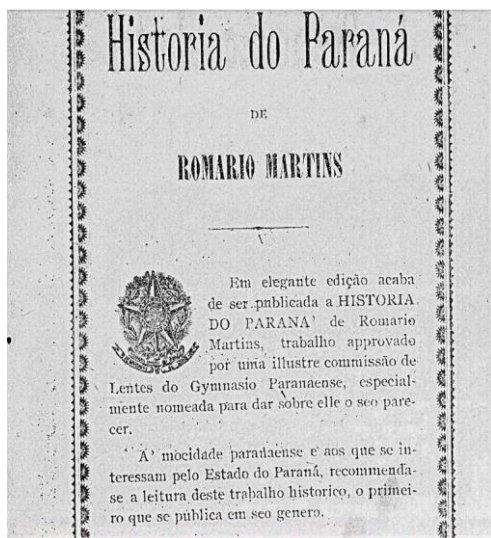 Historia do Paraná
DE
ROMARIO MARTINS
Em elegante edição acaba
de ser publicada a HISTORIA
DO PARANA' de Romario
Martins, trabalho approvado
por uma illustre commissão de
Lentes do Gymnasio Paranaense, especial-
mente nomeada para dar sobre elle o seo pare-
cer.
A' mocidade paranaense e aos que se in-
teressam pelo Estado do Paraná, recommenda-
se a leitura deste trabalho historico, o primei-
ro que se publica em seo genero.